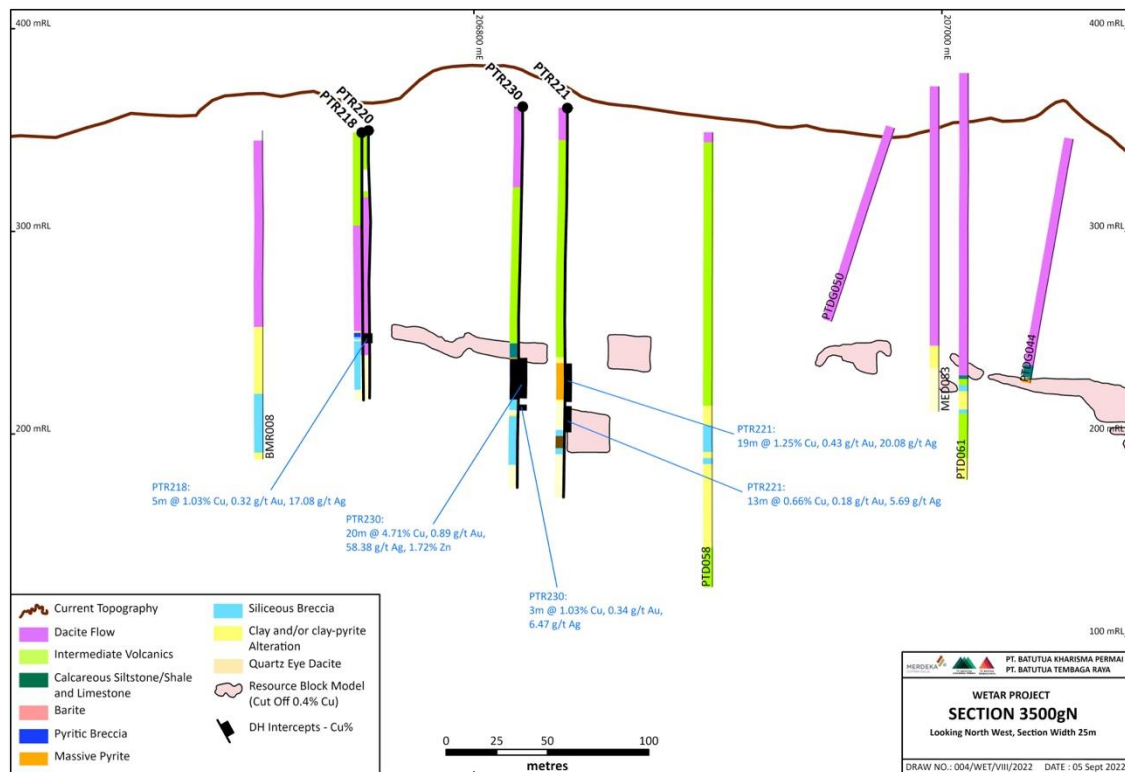 400 mRL
206800 mE
207000 mE
400 mRL
PTR218
PTR220
PTR230
PTR221
300 mRL
300 mRL
PTDG050
PTDG044
MED083
200 mRL
200 mRL
BMR008
PTD061
PTR221:
19m @ 1.25% Cu, 0.43 g/t Au, 20.08 g/t Ag
PTR218:
5m @ 1.03% Cu, 0.32 g/t Au, 17.08 g/t Ag
PTR221:
13m @ 0.66% Cu, 0.18 g/t Au, 5.69 g/t Ag
PTR230:
20m @ 4.71% Cu, 0.89 g/t Au,
58.38 g/t Ag, 1.72% Zn
PTD058
PTR230:
3m @ 1.03% Cu, 0.34 g/t Au,
6.47 g/t Ag
100 mRL
Current Topography
Dacite Flow
Intermediate Volcanics
Calcareous Siltstone/Shale
and Limestone
Barite
Pyritic Breccia
Massive Pyrite
Siliceous Breccia
Clay and/or clay-pyrite
Alteration
Quartz Eye Dacite
Resource Block Model
(Cut Off 0.4% Cu)
DH Intercepts - Cu%
0 25 50 100
metres
MERDEKA
PT. BATUTUA KHARISMA PERMAI
PT. BATUTUA TEMBAGA RAYA
WETAR PROJECT
SECTION 3500gN
Looking North West, Section Width 25m
DRAW NO.: 004/WET/VIII/2022 DATE : 05 Sept 2022